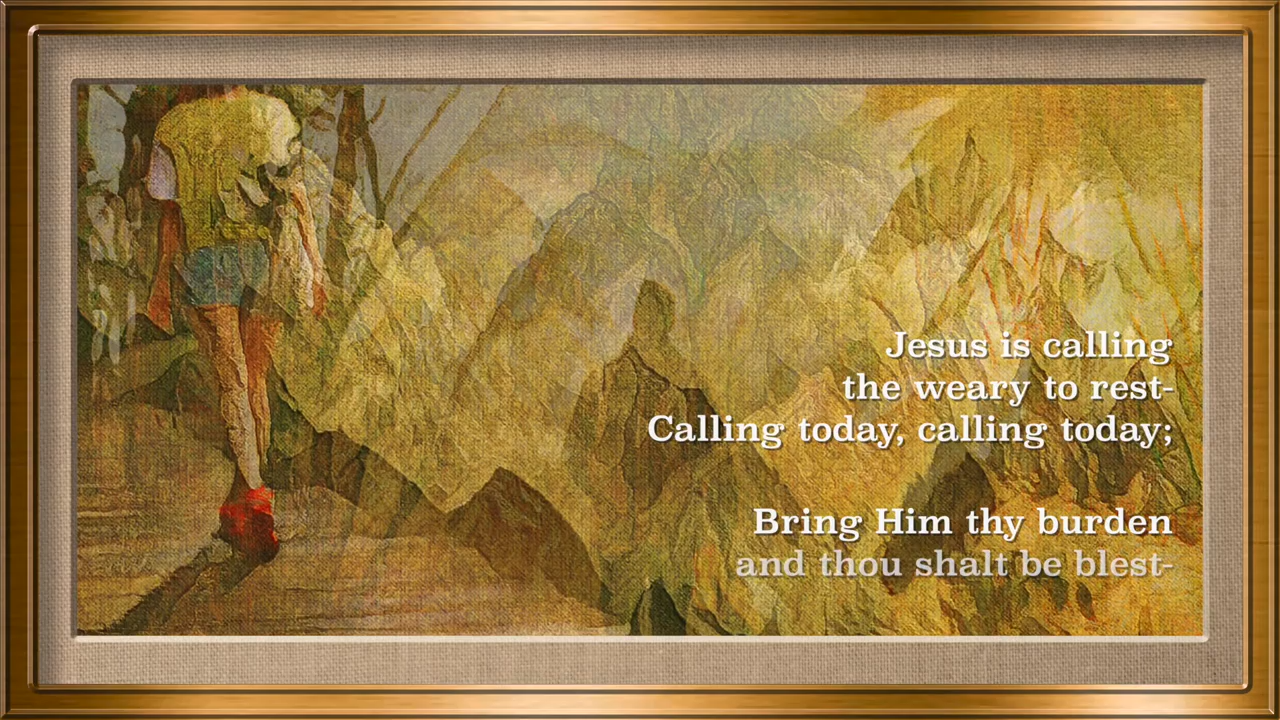 Jesus is calling
the weary to rest-
Calling today, calling today;
Bring Him thy burden
and thou shalt be blest-